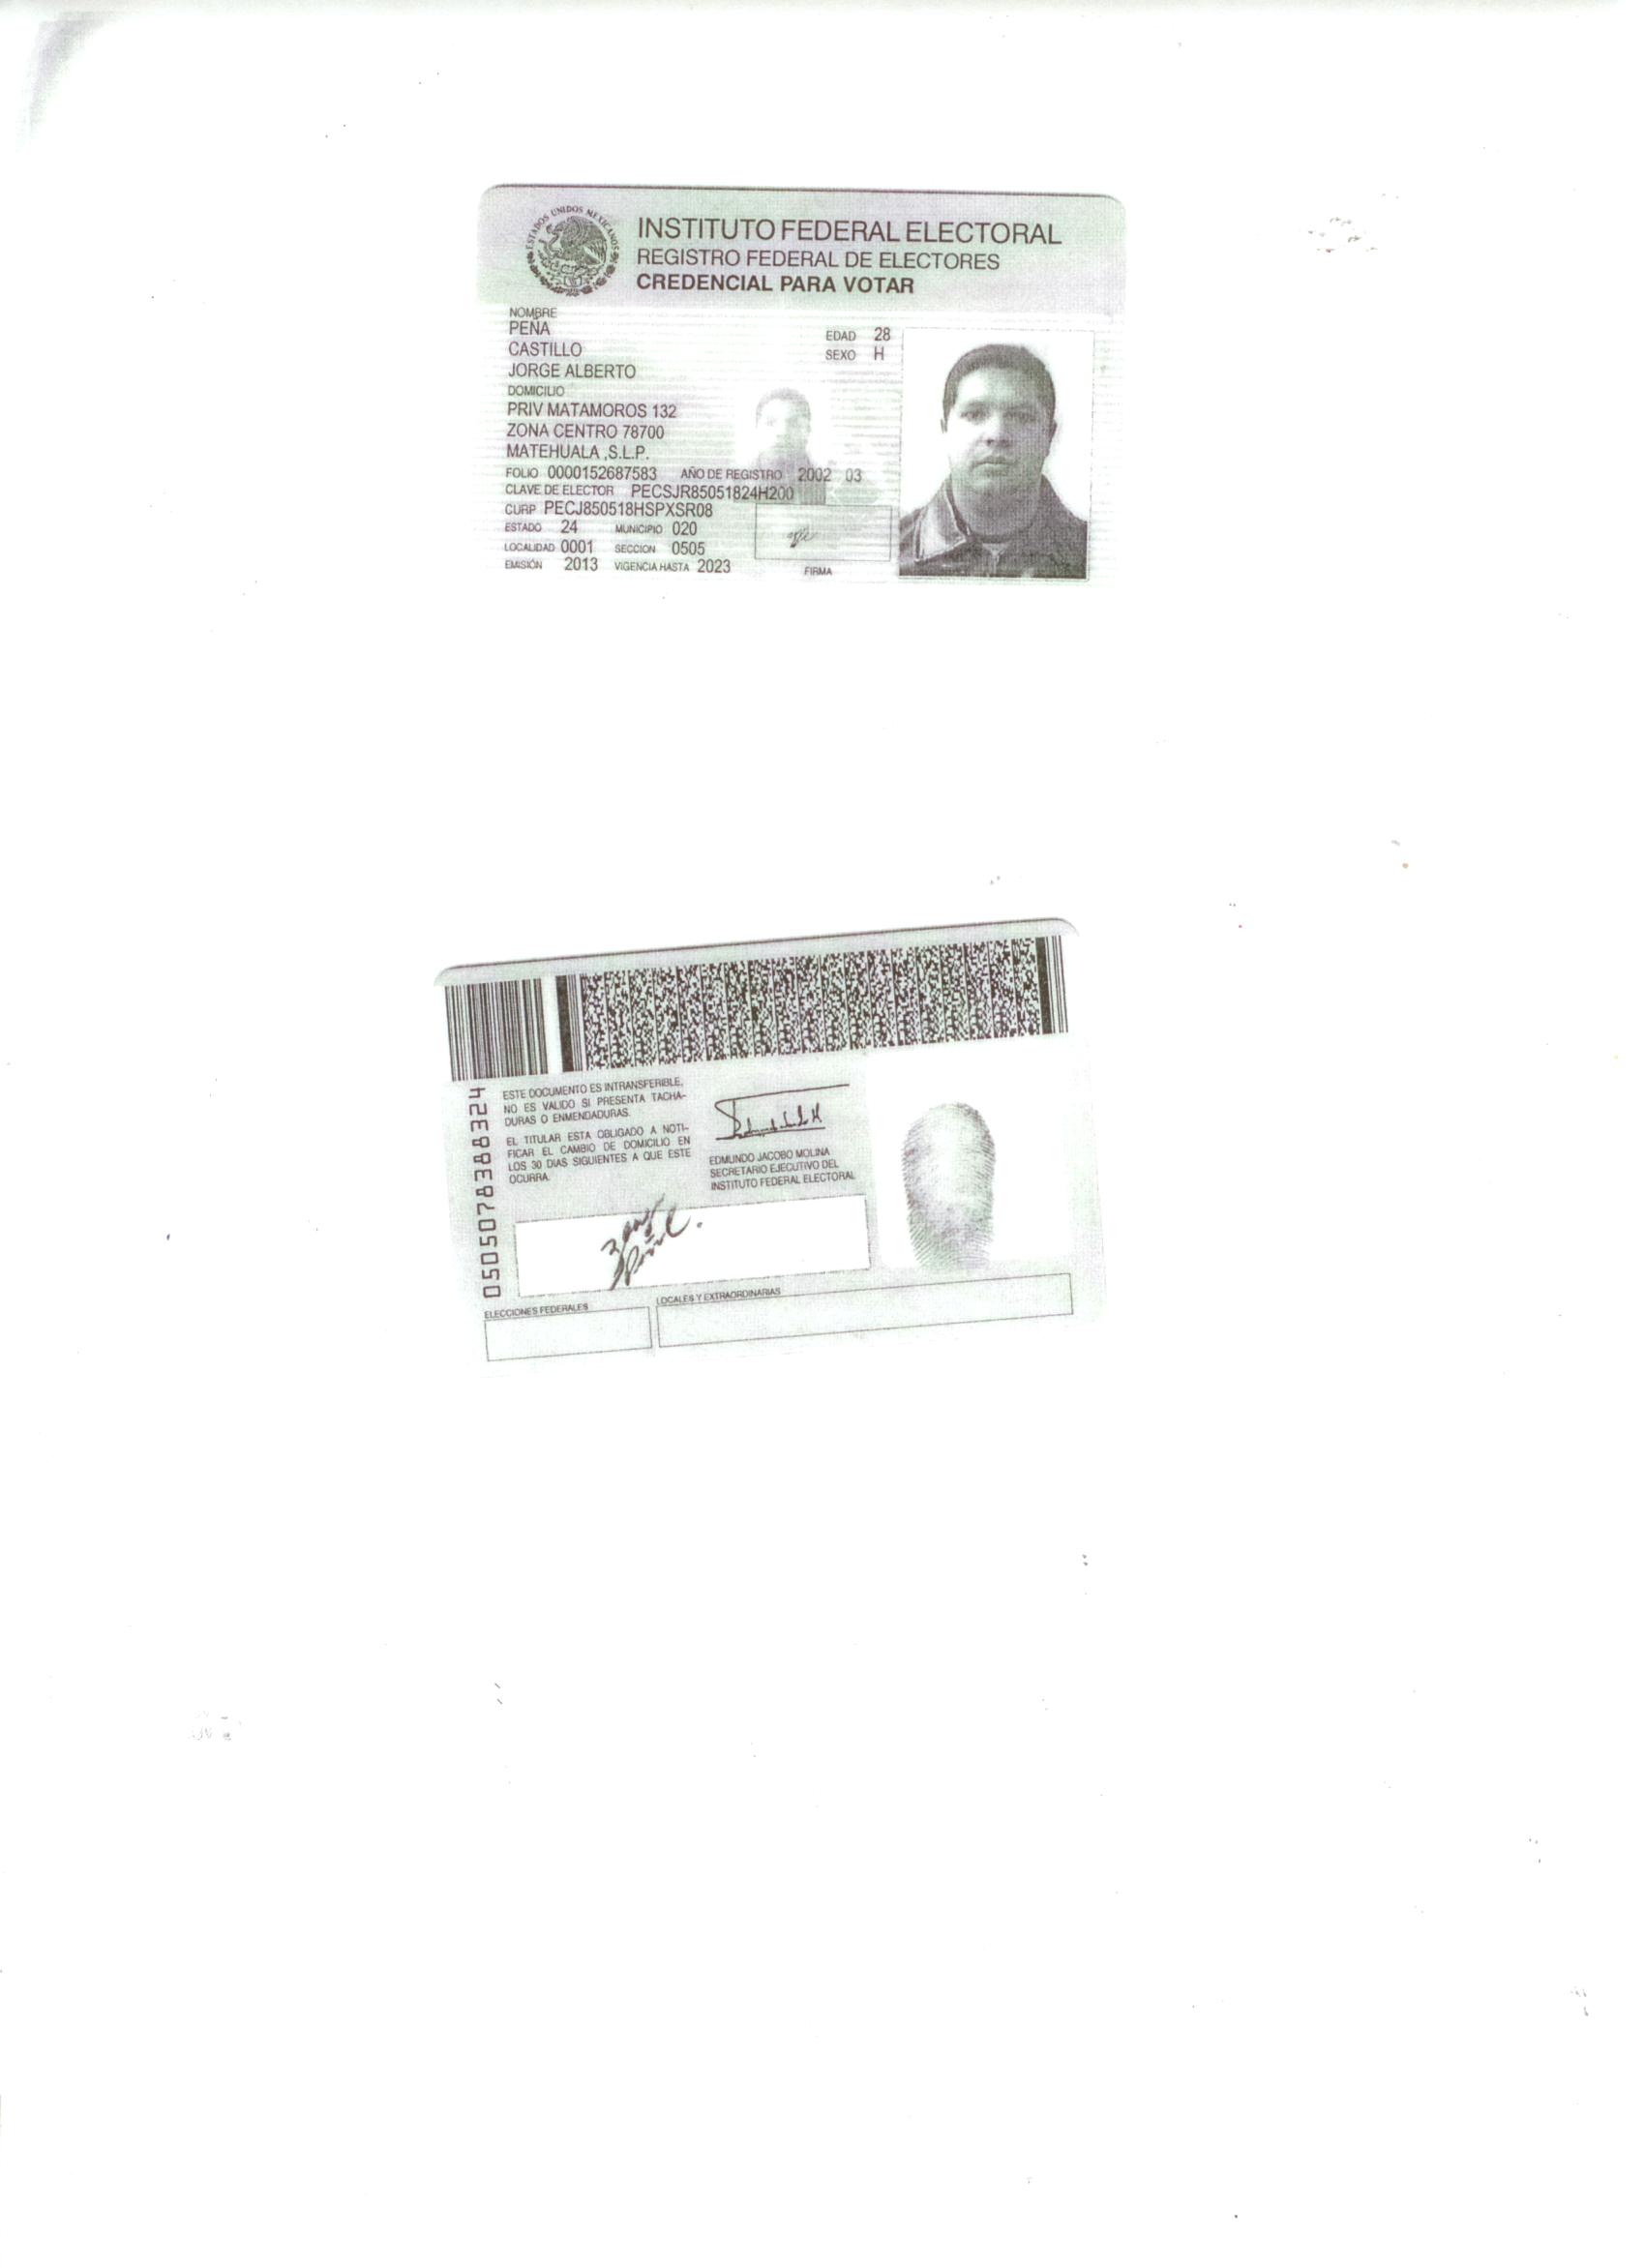 ESTADOS UNIDOS MEXICANOS
INSTITUTO FEDERAL ELECTORAL
REGISTRO FEDERAL DE ELECTORES
CREDENCIAL PARA VOTAR
NOMBRE
PEÑA
CASTILLO
JORGE ALBERTO
EDAD 28
SEXO H
DOMICILIO
PRIV MATAMOROS 132
ZONA CENTRO 78700
MATEHUALA ,S.L.P.
FOLIO 0000152687583 AÑO DE REGISTRO 2002 03
CLAVE DE ELECTOR PECSJR85051824H200
CURP PECJ850518HSPXSR08
ESTADO 24 MUNICIPIO 020
LOCALIDAD 0001 SECCION 0505
EMISIÓN 2013 VIGENCIA HASTA 2023
FIRMA
0505078388324
ESTE DOCUMENTO ES INTRANSFERIBLE,
NO ES VALIDO SI PRESENTA TACHA-
DURAS O ENMENDADURAS.
EL TITULAR ESTA OBLIGADO A NOTI-
FICAR EL CAMBIO DE DOMICILIO EN
LOS 30 DIAS SIGUIENTES A QUE ESTE
OCURRA.
EDMUNDO JACOBO MOLINA
SECRETARIO EJECUTIVO DEL
INSTITUTO FEDERAL ELECTORAL
ELECCIONES FEDERALES
LOCALES Y EXTRAORDINARIAS